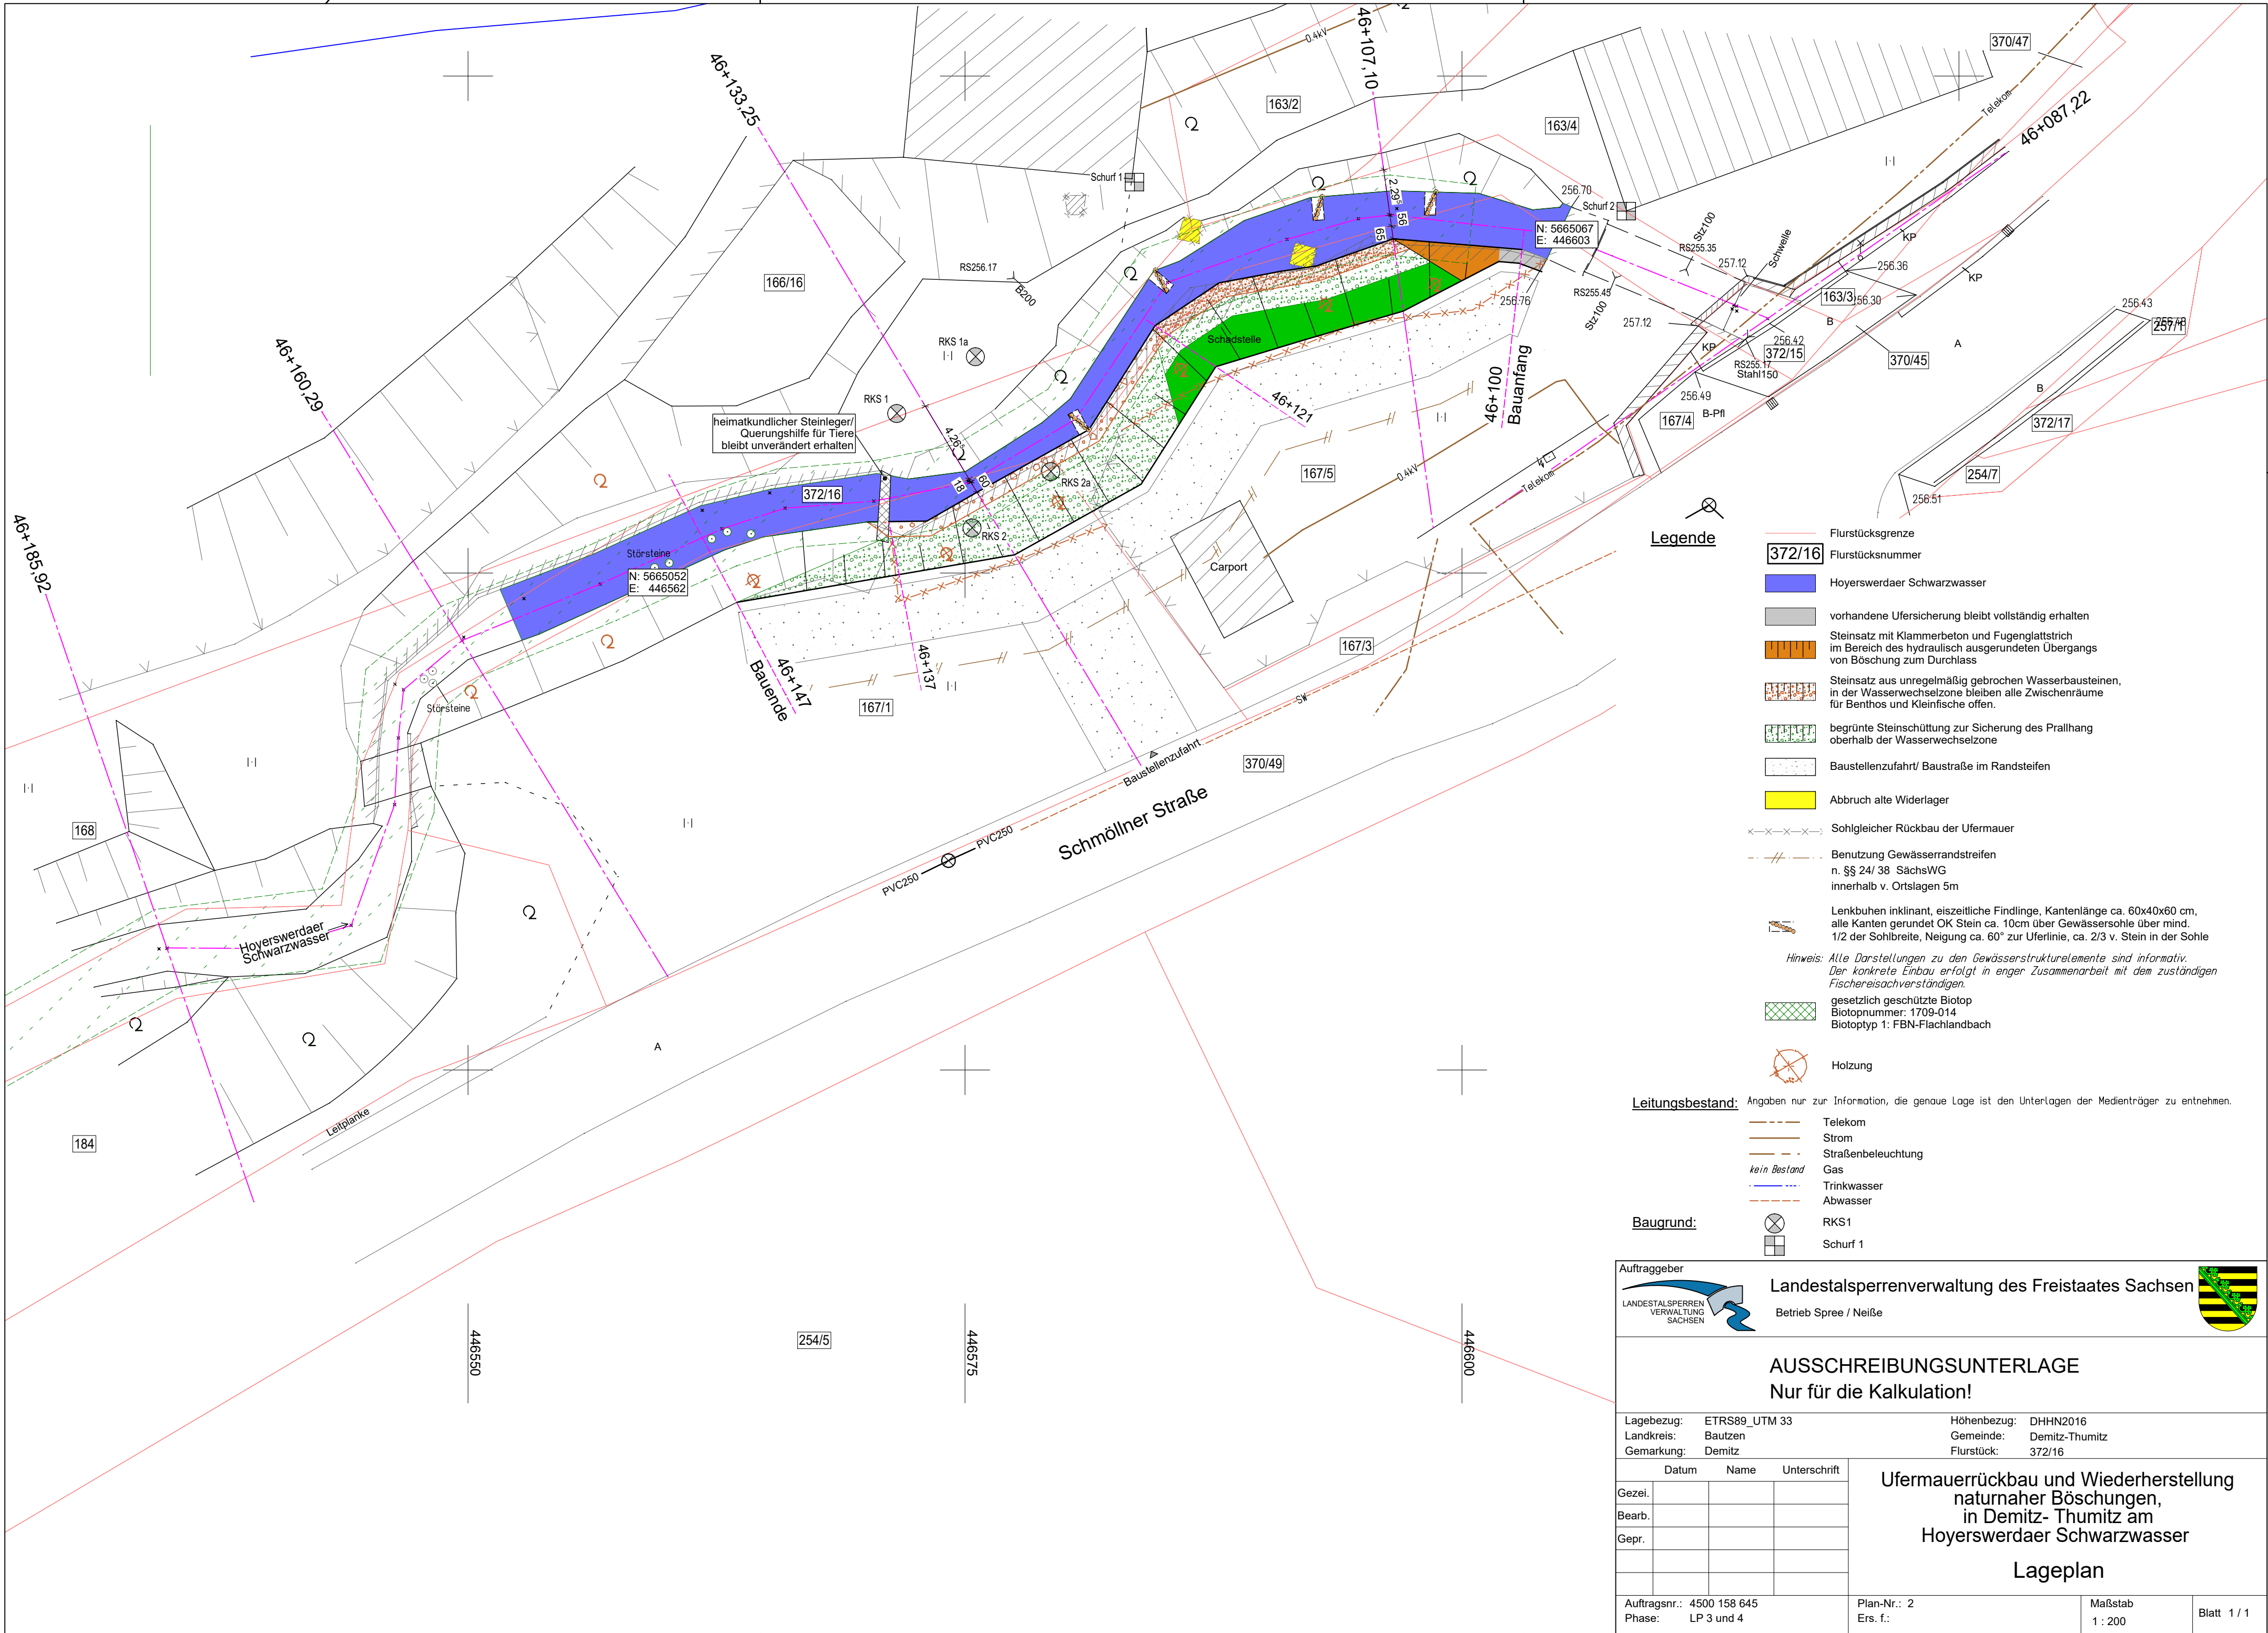 46+107,10
0.4kV
370/47
46+133,25
163/2
163/4
Telekom
46+087,22
Schurf 1
2.29°
56
65
256.70
Schurf 2
N: 5665067
E: 446603
Stz100
RS255.35
257.12
Schwelle
KP
256.36
KP
163/3
256.30
256.43
257/1
B
A
RS256.17
B200
166/16
256.76
RS255.45
Stz100
257.12
KP
256.42
372/15
370/45
RS255.17
Stahl150
B
Schadstelle
RKS 1a
46+160,29
RKS 1
46+121
46+100
Bauanfang
256.49
B-Pfl
167/4
372/17
254/7
256.51
heimatkundlicher Steinleger/
Querungshilfe für Tiere
bleibt unverändert erhalten
4.26°
18
60
RKS 2a
167/5
0.4kV
Telekom
372/16
RKS 2
46+185,92
Störsteine
N: 5665052
E: 446562
Carport
167/3
46+147
Bauende
46+137
167/1
SW
Störsteine
Baustellenzufahrt
370/49
Schmöllner Straße
168
PVC250
PVC250
Hoyerswerdaer
Schwarzwasser
A
Leitplanke
184
446550
254/5
446575
446600
Legende
Flurstücksgrenze
372/16 Flurstücksnummer
Hoyerswerdaer Schwarzwasser
vorhandene Ufersicherung bleibt vollständig erhalten
Steinsatz mit Klammerbeton und Fugenglattstrich
im Bereich des hydraulisch ausgerundeten Übergangs
von Böschung zum Durchlass
Steinsatz aus unregelmäßig gebrochen Wasserbausteinen,
in der Wasserwechselzone bleiben alle Zwischenräume
für Benthos und Kleinfische offen.
begrünte Steinschüttung zur Sicherung des Prallhang
oberhalb der Wasserwechselzone
Baustellenzufahrt/ Baustraße im Randsteifen
Abbruch alte Widerlager
Sohlgleicher Rückbau der Ufermauer
Benutzung Gewässerrandstreifen
n. §§ 24/ 38 SächsWG
innerhalb v. Ortslagen 5m
Lenkbuhen inklinant, eiszeitliche Findlinge, Kantenlänge ca. 60x40x60 cm,
alle Kanten gerundet OK Stein ca. 10cm über Gewässersohle über mind.
1/2 der Sohlbreite, Neigung ca. 60° zur Uferlinie, ca. 2/3 v. Stein in der Sohle
Hinweis: Alle Darstellungen zu den Gewässerstrukturelemente sind informativ.
Der konkrete Einbau erfolgt in enger Zusammenarbeit mit dem zuständigen
Fischereisachverständigen.
gesetzlich geschützte Biotop
Biotopnummer: 1709-014
Biotoptyp 1: FBN-Flachlandbach
Holzung
Leitungsbestand: Angaben nur zur Information, die genaue Lage ist den Unterlagen der Medienträger zu entnehmen.
Telekom
Strom
Straßenbeleuchtung
kein Bestand Gas
Trinkwasser
Abwasser
Baugrund:
RKS1
Schurf 1
Auftraggeber
LANDESTALSPERREN
VERWALTUNG
SACHSEN
Landestalsperrenverwaltung des Freistaates Sachsen
Betrieb Spree / Neiße
AUSSCHREIBUNGSUNTERLAGE
Nur für die Kalkulation!
Lagebezug: ETRS89_UTM 33 Höhenbezug: DHHN2016
Landkreis: Bautzen Gemeinde: Demitz-Thumitz
Gemarkung: Demitz Flurstück: 372/16
Datum Name Unterschrift
Gezei.
Bearb.
Gepr.
Ufermauerrückbau und Wiederherstellung
naturnaher Böschungen,
in Demitz- Thumitz am
Hoyerswerdaer Schwarzwasser
Lageplan
Auftragsnr.: 4500 158 645
Phase: LP 3 und 4
Plan-Nr.: 2
Ers. f.:
Maßstab
1 : 200
Blatt 1 / 1